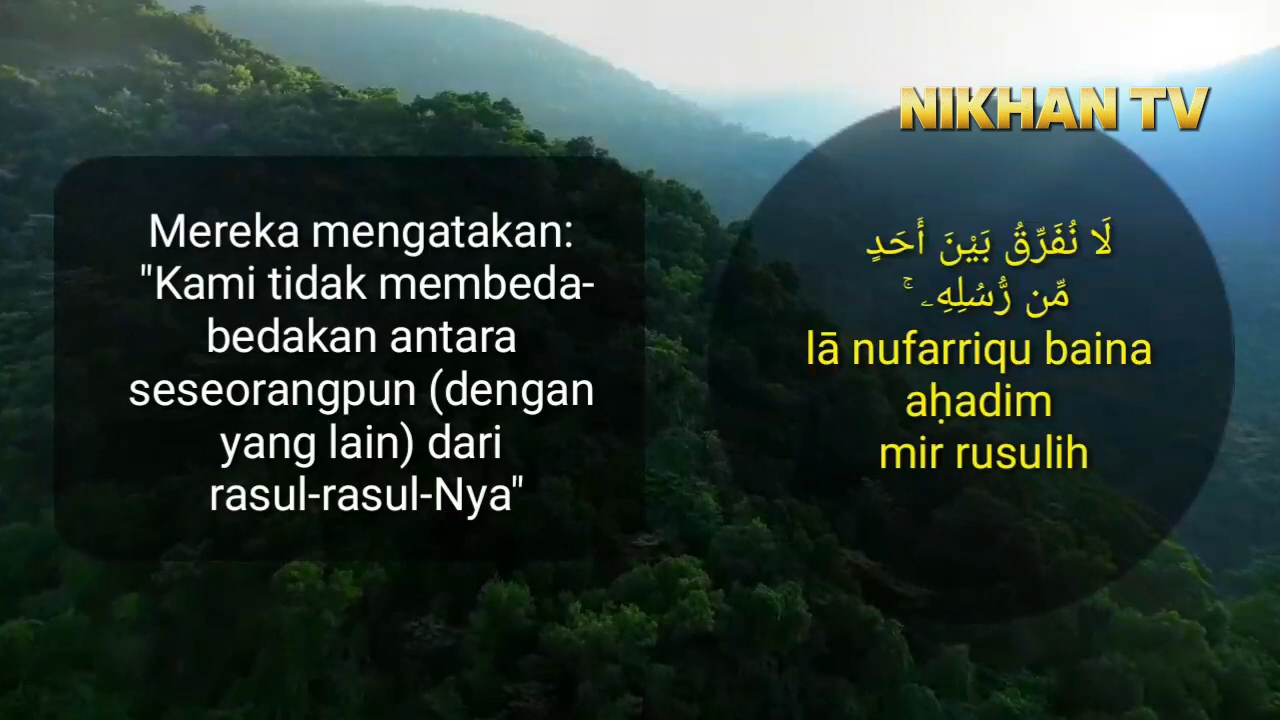 NIKHAN TV
Mereka mengatakan:
"Kami tidak membeda-
bedakan antara
seseorangpun (dengan
yang lain) dari
rasul-rasul-Nya"
لَا نُفَرِّقُ بَيْنَ أَحَدٍ
مِّن رُّسُلِهِۦ ۚ
lā nufarriqu baina
aḥadim
mir rusulih